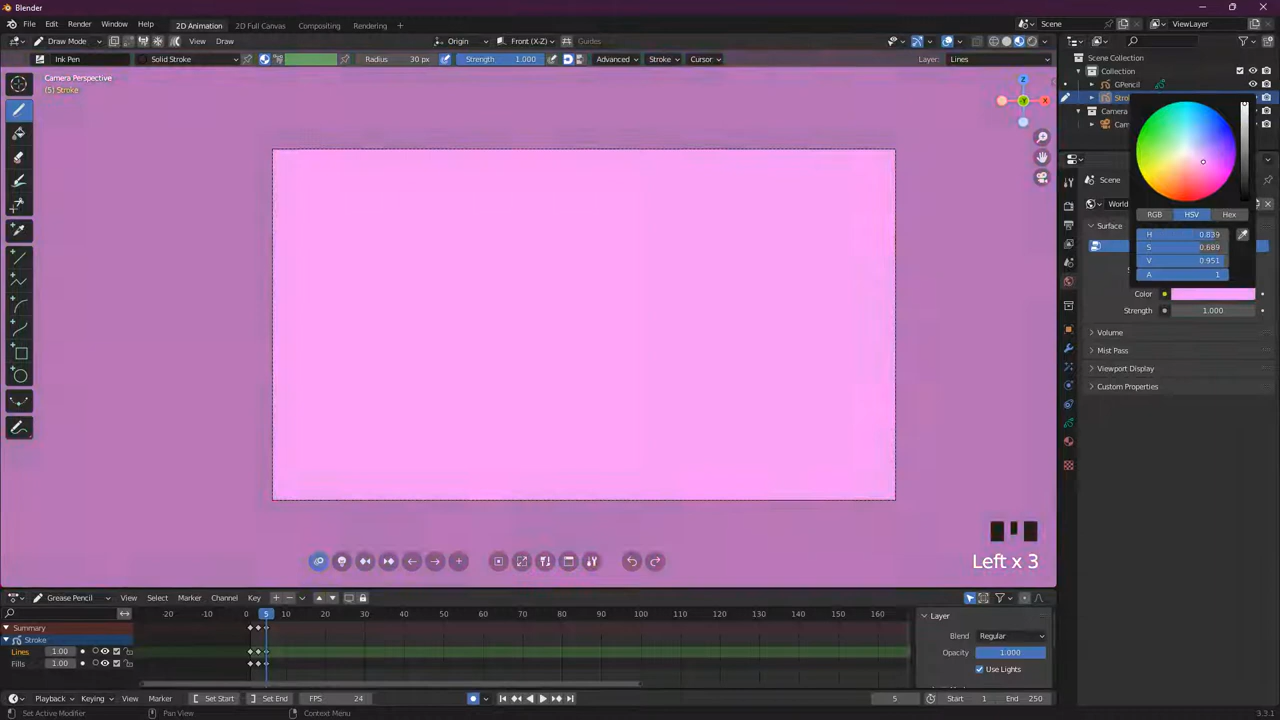 Blender
File Edit Render Window Help 2D Animation 2D Full Canvas Compositing Rendering + Scene ViewLayer
Draw Mode View Draw Origin Front (X-Z) Guides
Ink Pen Solid Stroke Radius 30 px Strength 1.000 Advanced Stroke Cursor Layer: Lines
Camera Perspective
(5) Stroke
Z
Y
X
Scene Collection
Collection
GPencil
Camera
Scene
World
Surface
RGB HSV Hex
H 0.839
S 0.689
V 0.951
A 1
Color
Strength 1.000
Volume
Mist Pass
Viewport Display
Custom Properties
Left x 3
Grease Pencil View Select Marker Channel Key
-20 -10 0 5 10 20 30 40 50 60 70 80 90 100 110 120 130 140 150 160
Summary
Stroke
Lines 1.00
Fills 1.00
Layer
Blend Regular
Opacity 1.000
Use Lights
Playback Keying View Marker Set Start Set End FPS 24 5 Start 1 End 250
Set Active Modifier Pan View Context Menu 3.3.1